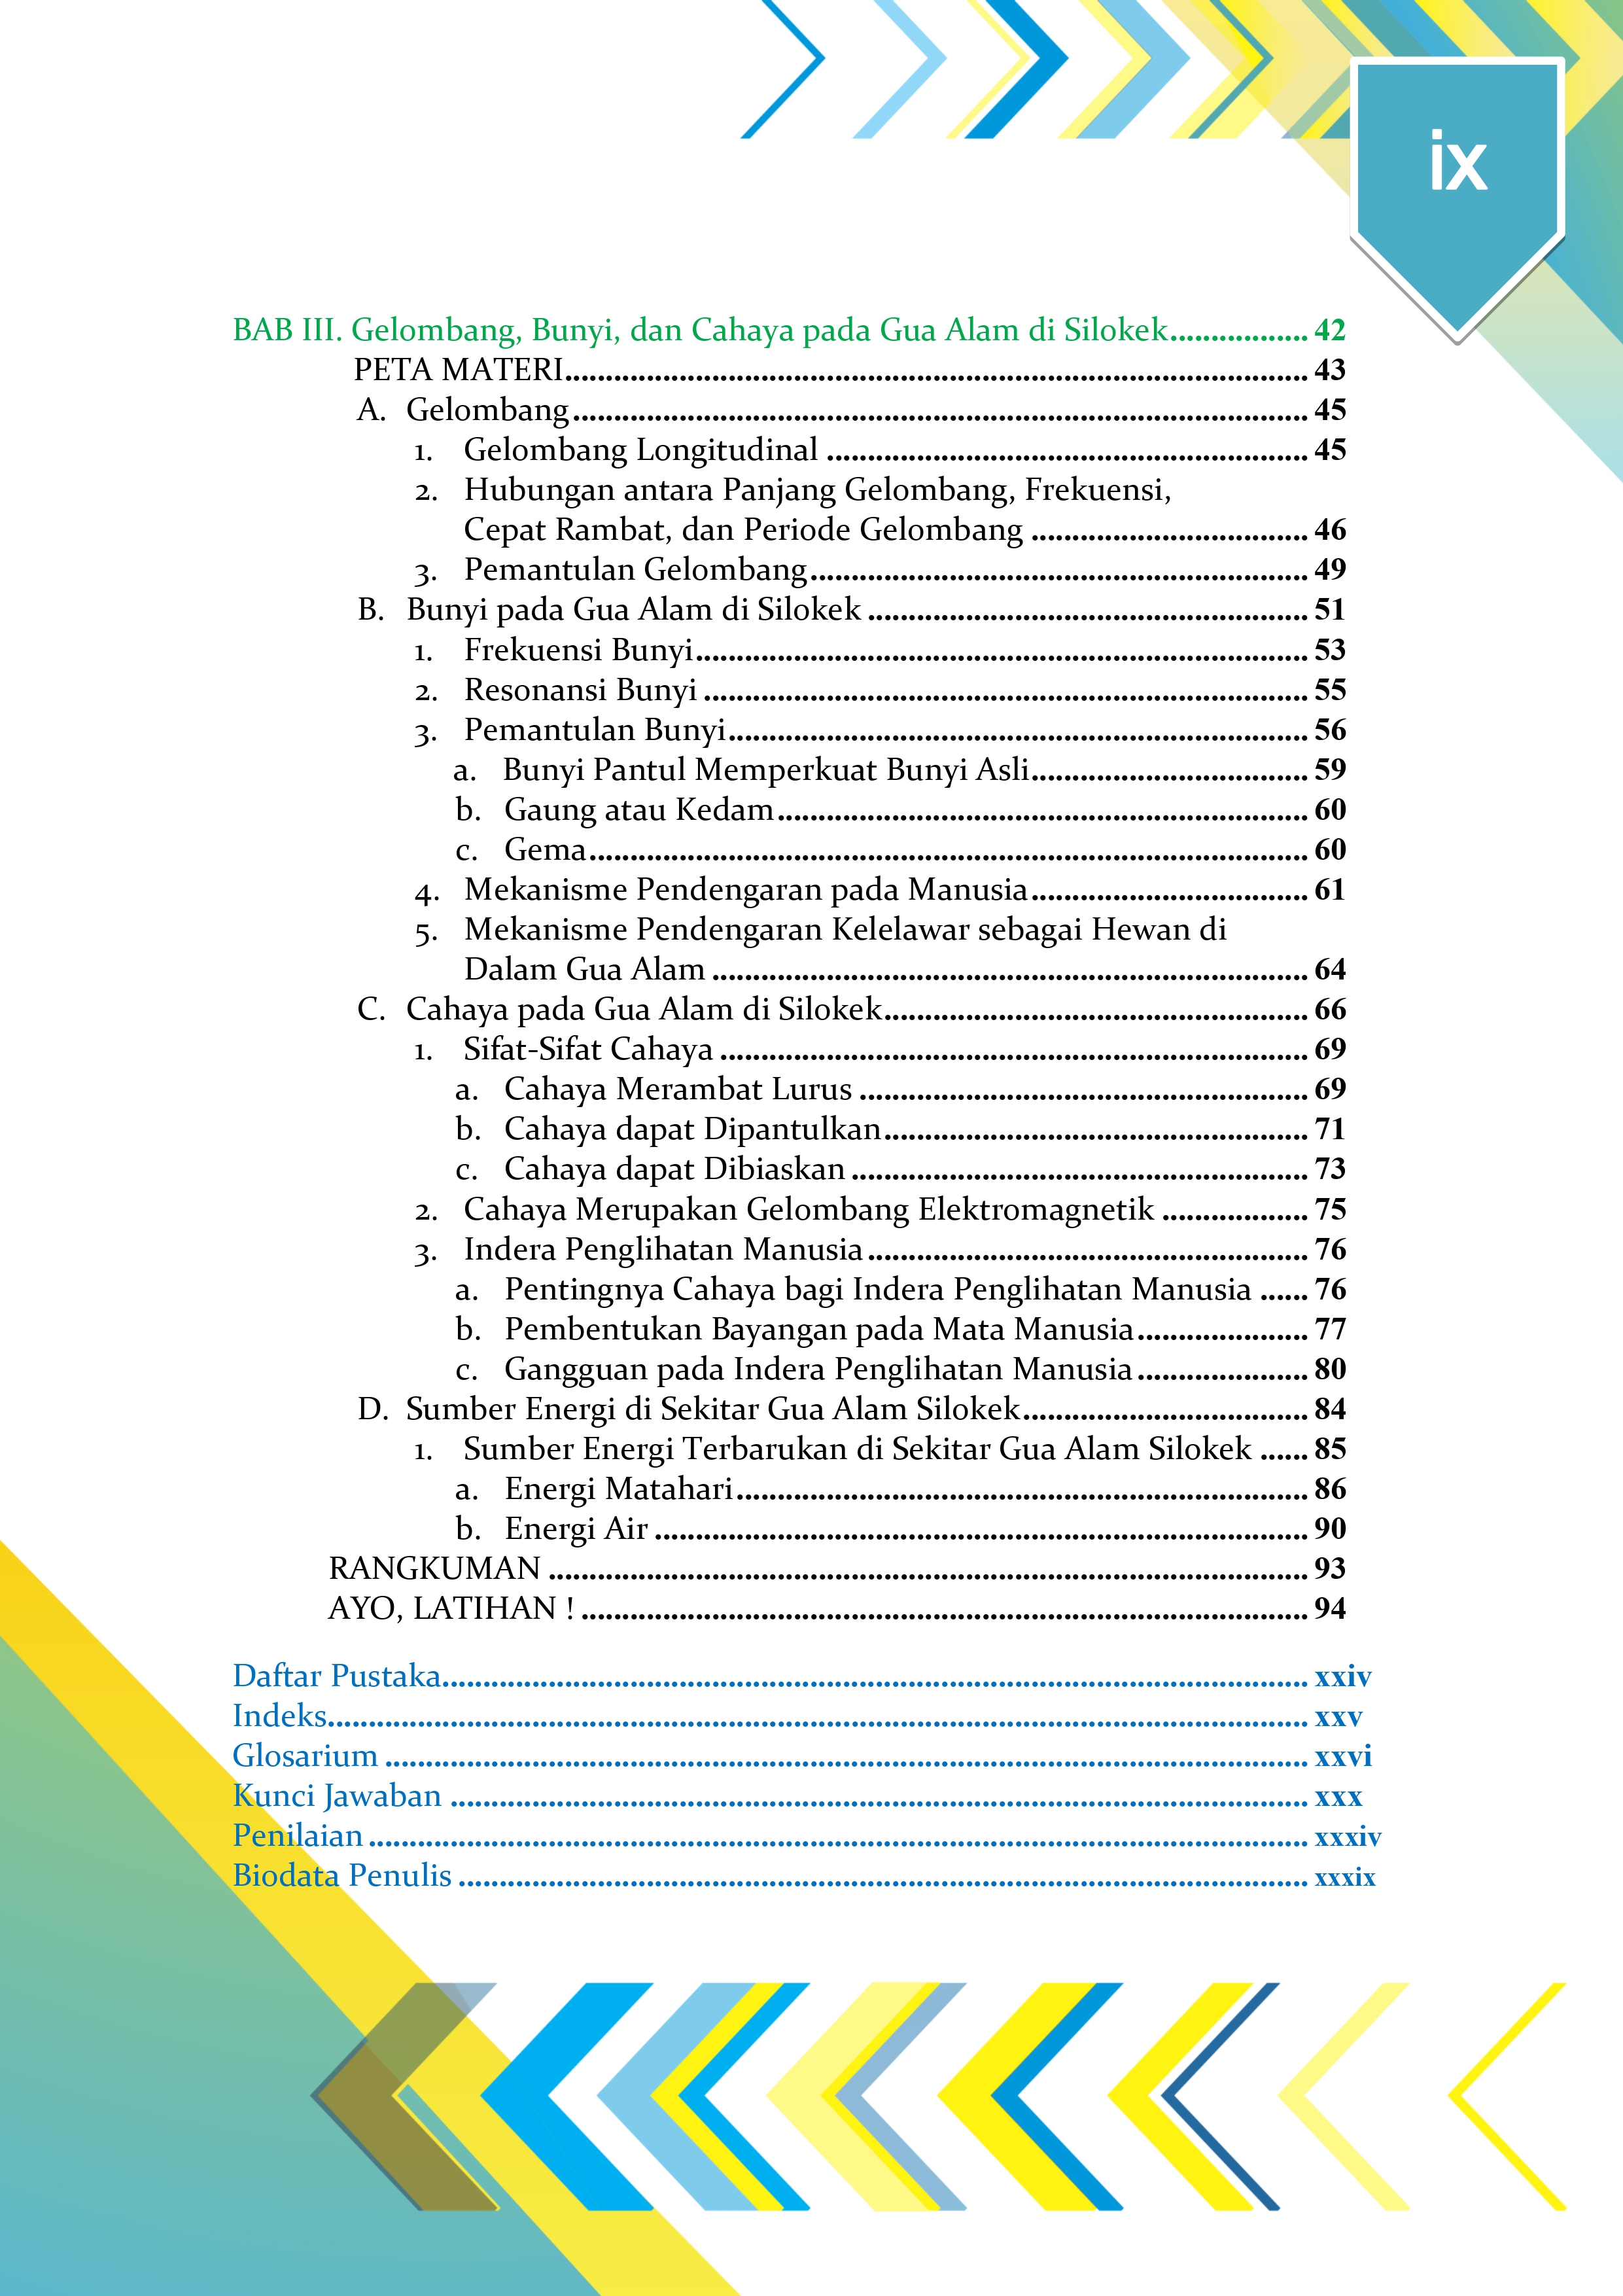 ix
BAB III. Gelombang, Bunyi, dan Cahaya pada Gua Alam di Silokek................. 42
PETA MATERI........................................................................................... 43
A. Gelombang.......................................................................................... 45
1. Gelombang Longitudinal ........................................................... 45
2. Hubungan antara Panjang Gelombang, Frekuensi,
Cepat Rambat, dan Periode Gelombang .................................. 46
3. Pemantulan Gelombang............................................................. 49
B. Bunyi pada Gua Alam di Silokek ...................................................... 51
1. Frekuensi Bunyi........................................................................... 53
2. Resonansi Bunyi .......................................................................... 55
3. Pemantulan Bunyi....................................................................... 56
a. Bunyi Pantul Memperkuat Bunyi Asli.................................. 59
b. Gaung atau Kedam................................................................. 60
c. Gema........................................................................................ 60
4. Mekanisme Pendengaran pada Manusia.................................. 61
5. Mekanisme Pendengaran Kelelawar sebagai Hewan di
Dalam Gua Alam ......................................................................... 64
C. Cahaya pada Gua Alam di Silokek.................................................... 66
1. Sifat-Sifat Cahaya ........................................................................ 69
a. Cahaya Merambat Lurus ....................................................... 69
b. Cahaya dapat Dipantulkan.................................................... 71
c. Cahaya dapat Dibiaskan ........................................................ 73
2. Cahaya Merupakan Gelombang Elektromagnetik .................. 75
3. Indera Penglihatan Manusia ...................................................... 76
a. Pentingnya Cahaya bagi Indera Penglihatan Manusia ...... 76
b. Pembentukan Bayangan pada Mata Manusia..................... 77
c. Gangguan pada Indera Penglihatan Manusia ..................... 80
D. Sumber Energi di Sekitar Gua Alam Silokek................................... 84
1. Sumber Energi Terbarukan di Sekitar Gua Alam Silokek ...... 85
a. Energi Matahari...................................................................... 86
b. Energi Air ................................................................................ 90
RANGKUMAN ............................................................................................. 93
AYO, LATIHAN ! ......................................................................................... 94
Daftar Pustaka.......................................................................................................... xxiv
Indeks........................................................................................................................ xxv
Glosarium ................................................................................................................. xxvi
Kunci Jawaban ......................................................................................................... xxx
Penilaian ................................................................................................................... xxxiv
Biodata Penulis ........................................................................................................ xxxix